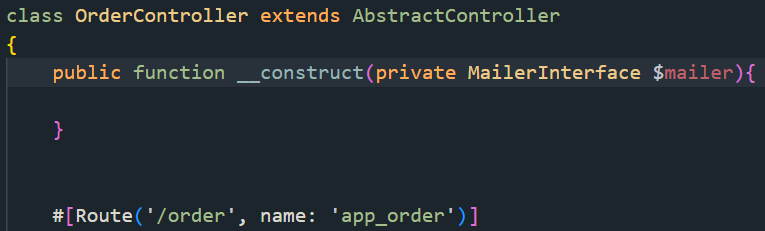 class OrderController extends AbstractController
{
    public function __construct(private MailerInterface $mailer){
    }
    #[Route('/order', name: 'app_order')]